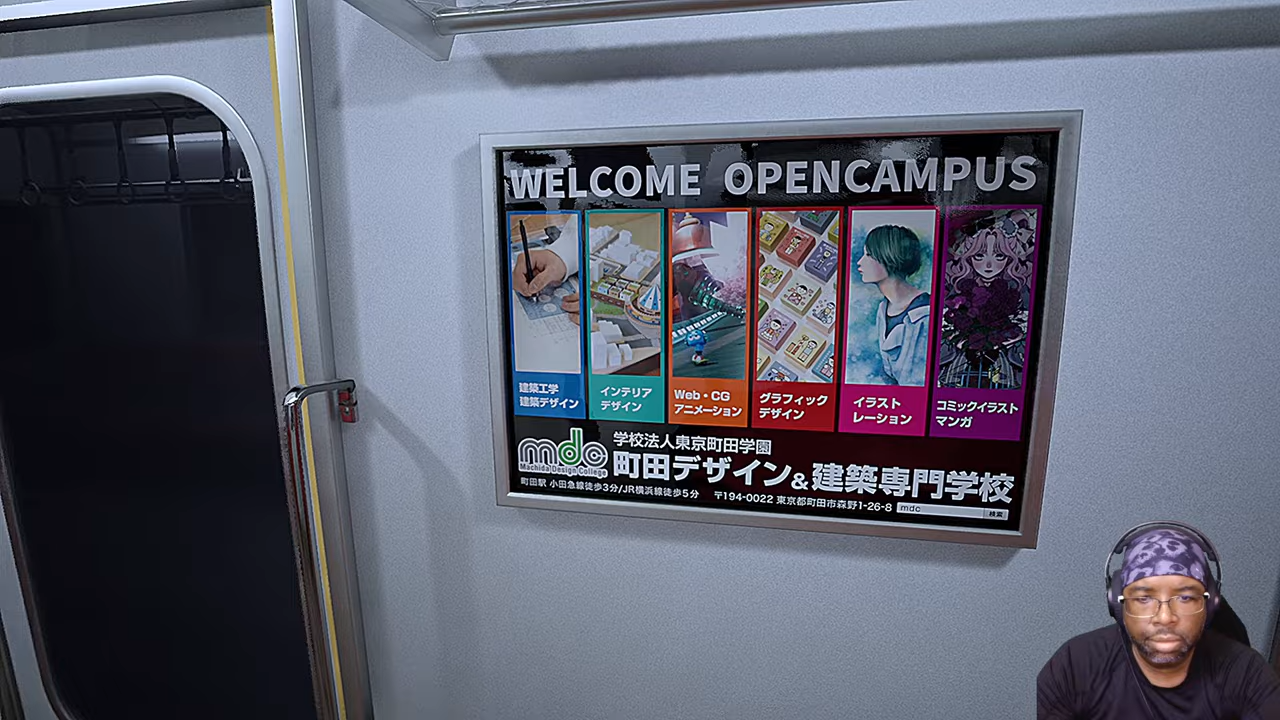 WELCOME OPENCAMPUS
建築工学
建築デザイン
インテリア
デザイン
Web・CG
アニメーション
グラフィック
デザイン
イラスト
レーション
コミックイラスト
マンガ
mdc
Machida Design College
学校法人東京町田学園
町田デザイン&建築専門学校
町田駅 小田急線徒歩3分/JR横浜線徒歩5分 〒194-0022 東京都町田市森野1-26-8 mdc 検索